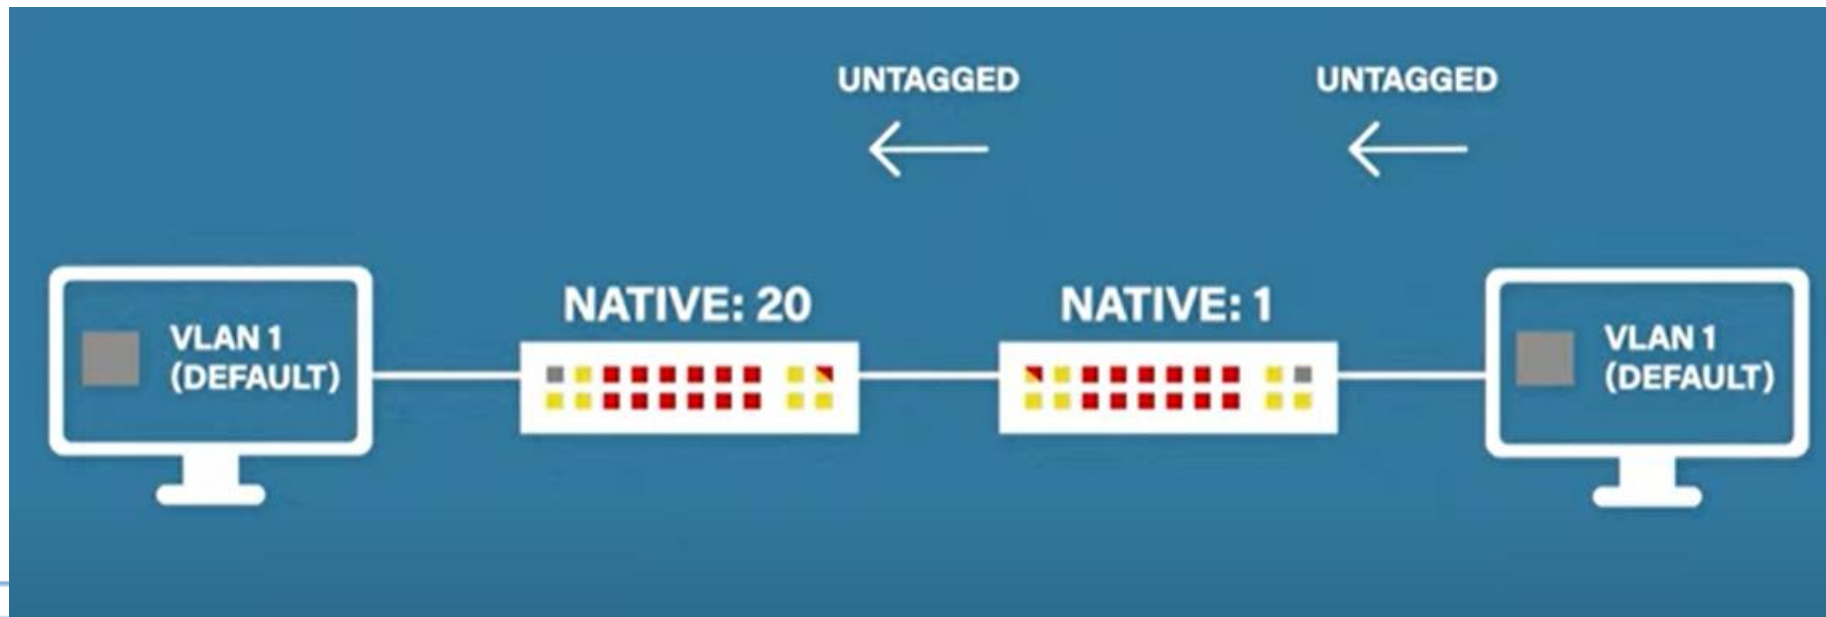 UNTAGGED
UNTAGGED
NATIVE: 20
NATIVE: 1
VLAN 1
(DEFAULT)
VLAN 1
(DEFAULT)